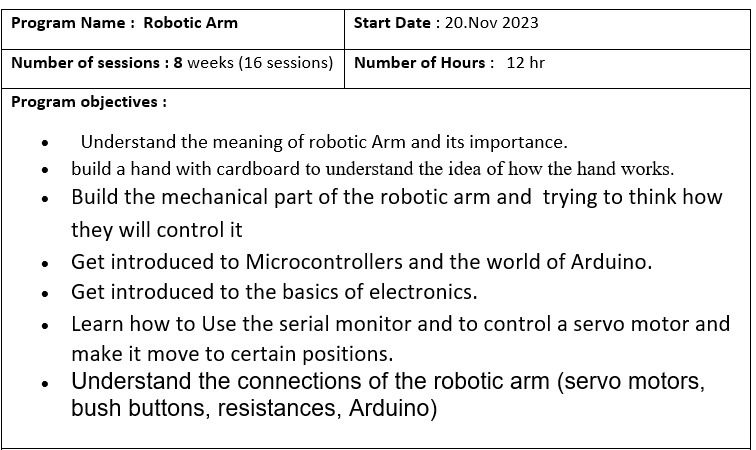 Program Name : Robotic Arm
Start Date : 20.Nov 2023
Number of sessions : 8 weeks (16 sessions)
Number of Hours : 12 hr
Program objectives :
• Understand the meaning of robotic Arm and its importance.
• build a hand with cardboard to understand the idea of how the hand works.
• Build the mechanical part of the robotic arm and trying to think how
they will control it
• Get introduced to Microcontrollers and the world of Arduino.
• Get introduced to the basics of electronics.
• Learn how to Use the serial monitor and to control a servo motor and
make it move to certain positions.
• Understand the connections of the robotic arm (servo motors,
bush buttons, resistances, Arduino)